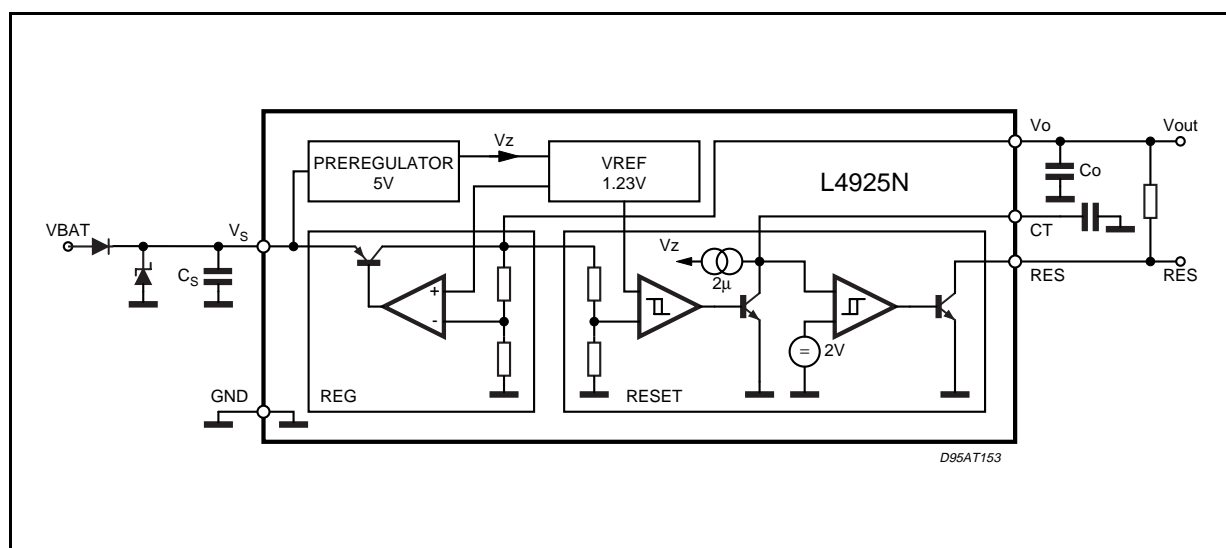 PREREGULATOR
5V
Vz
VREF
1.23V
L4925N
Vo
Vout
Co
CT
RES
RES
VBAT
VS
CS
Vz
2μ
+
-
=
2V
GND
REG
RESET
D95AT153